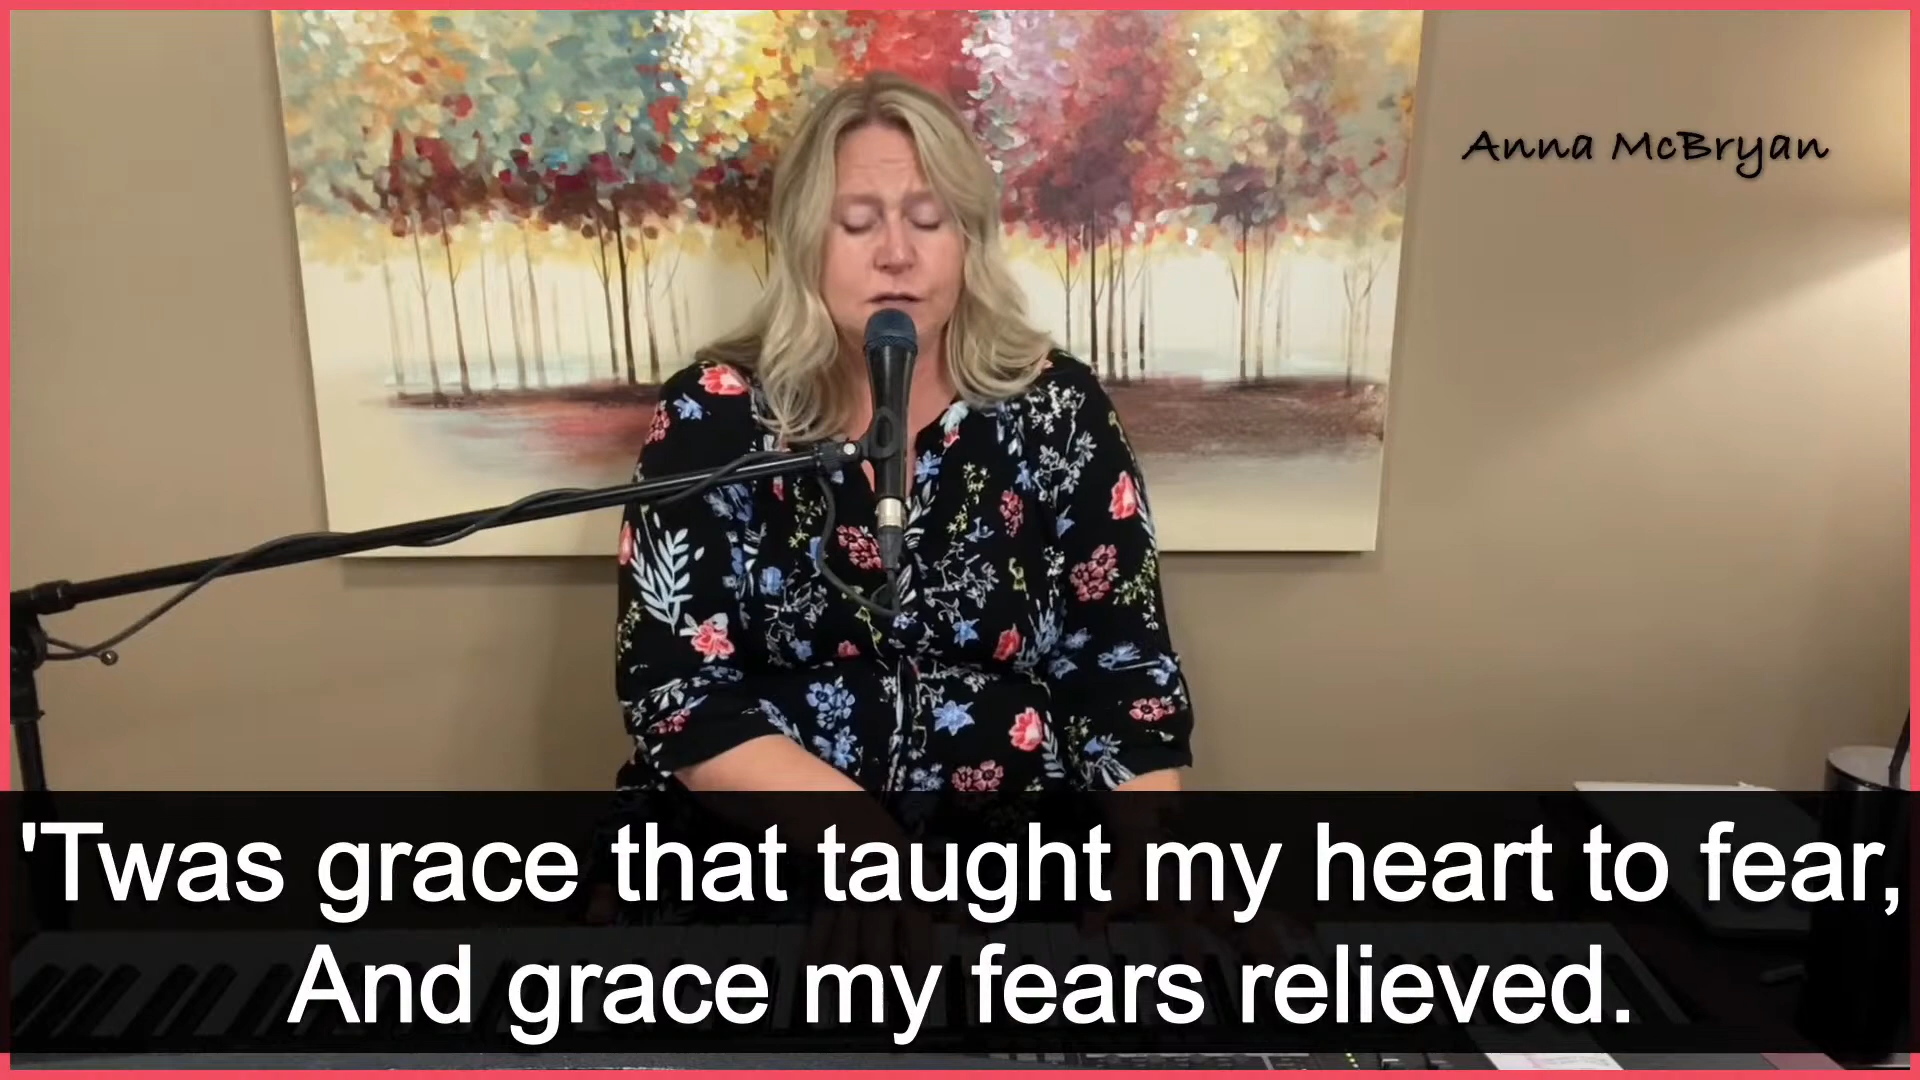 Anna McBryan
'Twas grace that taught my heart to fear,
And grace my fears relieved.